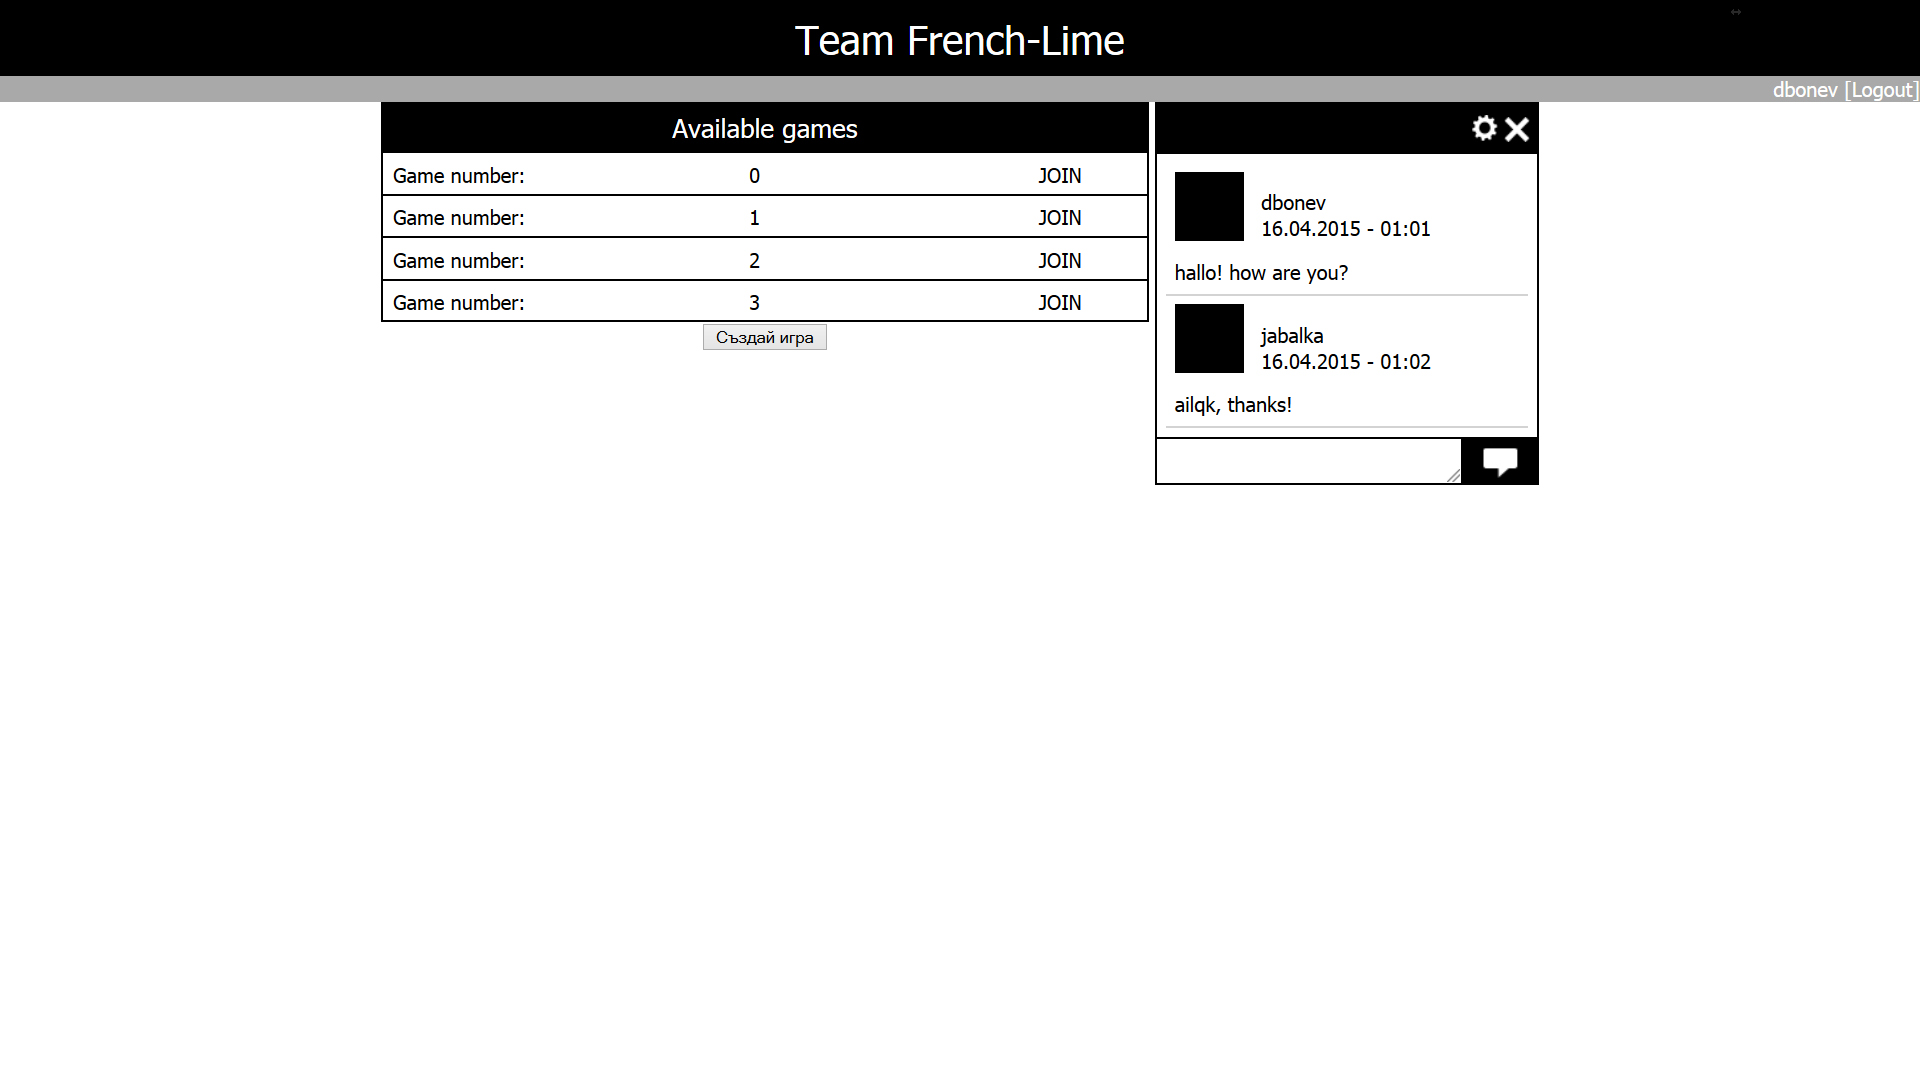 Team French-Lime
dbonev [Logout]
Available games
Game number: 0 JOIN
Game number: 1 JOIN
Game number: 2 JOIN
Game number: 3 JOIN
Създай игра
dbonev
16.04.2015 - 01:01
hallo! how are you?
jabalka
16.04.2015 - 01:02
ailqk, thanks!